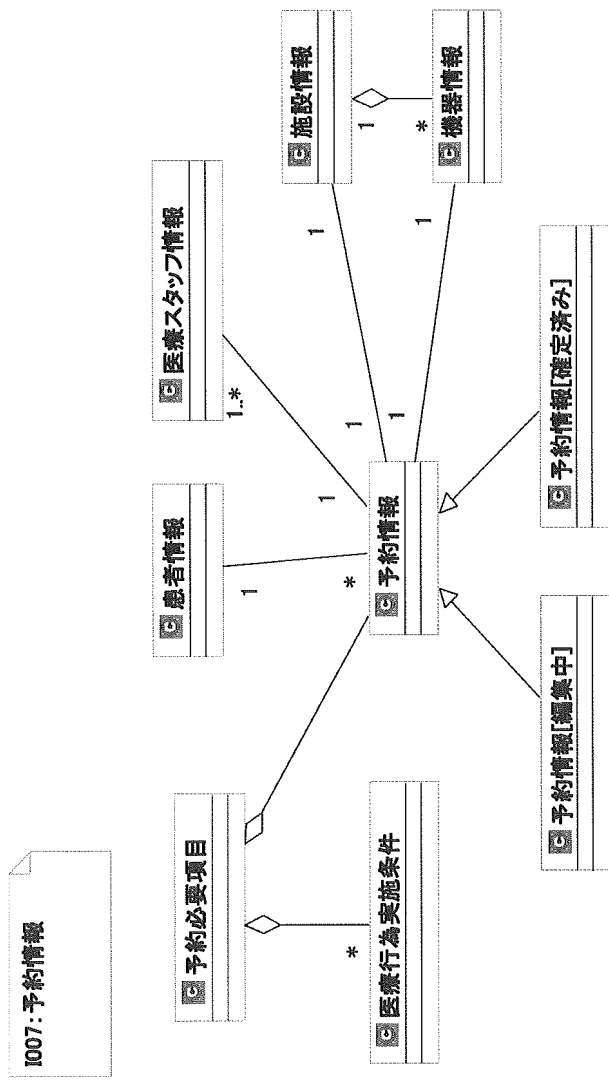 I007:予約情報
C 予約必要項目
C 患者情報
C 医療スタッフ情報
1
*
1
1..*
*
C 医療行為実施条件
C 予約情報
1
1
1
1
C 施設情報
1
*
C 機器情報
C 予約情報[編集中]
C 予約情報[確定済み]